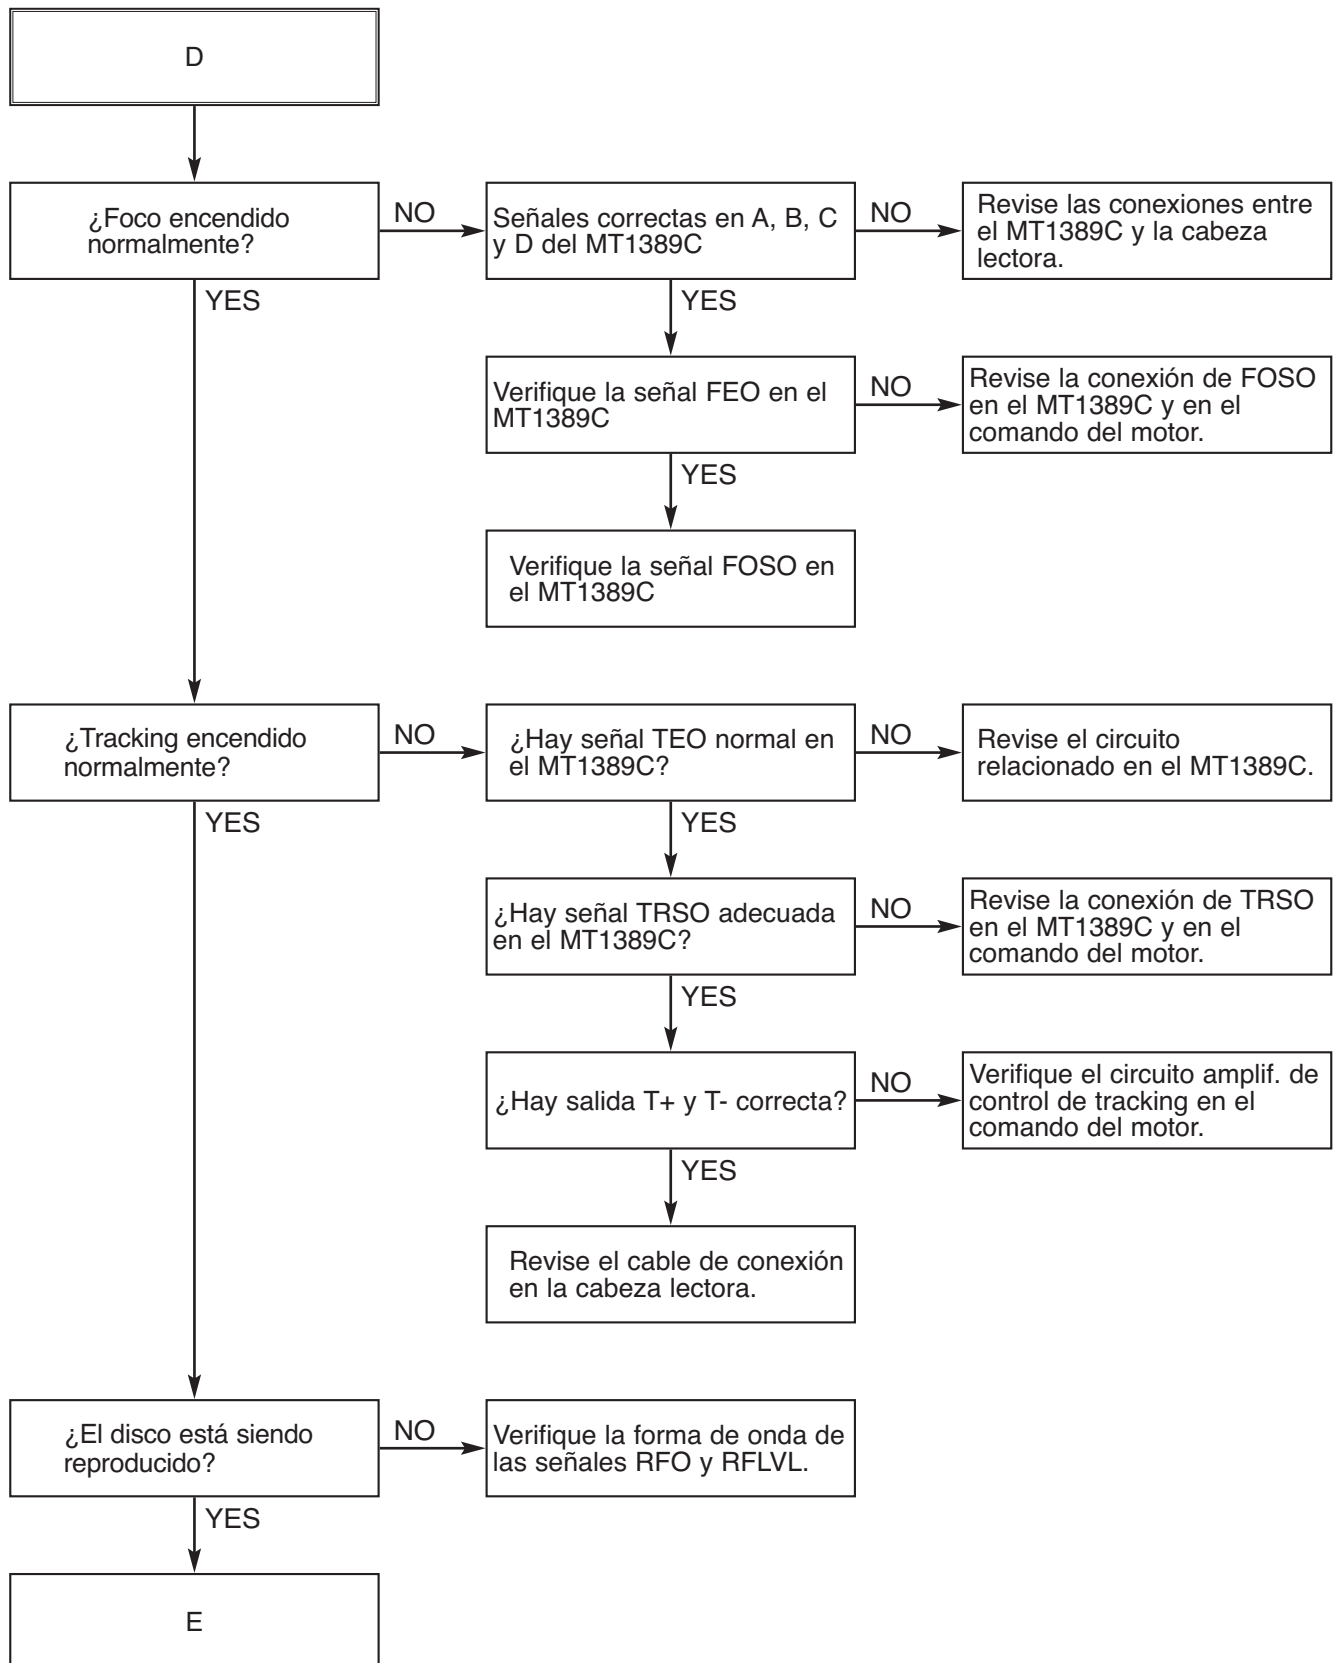 D
¿Foco encendido
normalmente?
NO
Señales correctas en A, B, C
y D del MT1389C
NO
Revise las conexiones entre
el MT1389C y la cabeza
lectora.
YES
YES
Verifique la señal FEO en el
MT1389C
NO
Revise la conexión de FOSO
en el MT1389C y en el
comando del motor.
YES
Verifique la señal FOSO en
el MT1389C
¿Tracking encendido
normalmente?
NO
¿Hay señal TEO normal en
el MT1389C?
NO
Revise el circuito
relacionado en el MT1389C.
YES
YES
¿Hay señal TRSO adecuada
en el MT1389C?
NO
Revise la conexión de TRSO
en el MT1389C y en el
comando del motor.
YES
¿Hay salida T+ y T- correcta?
NO
Verifique el circuito amplif. de
control de tracking en el
comando del motor.
YES
Revise el cable de conexión
en la cabeza lectora.
¿El disco está siendo
reproducido?
NO
Verifique la forma de onda de
las señales RFO y RFLVL.
YES
E